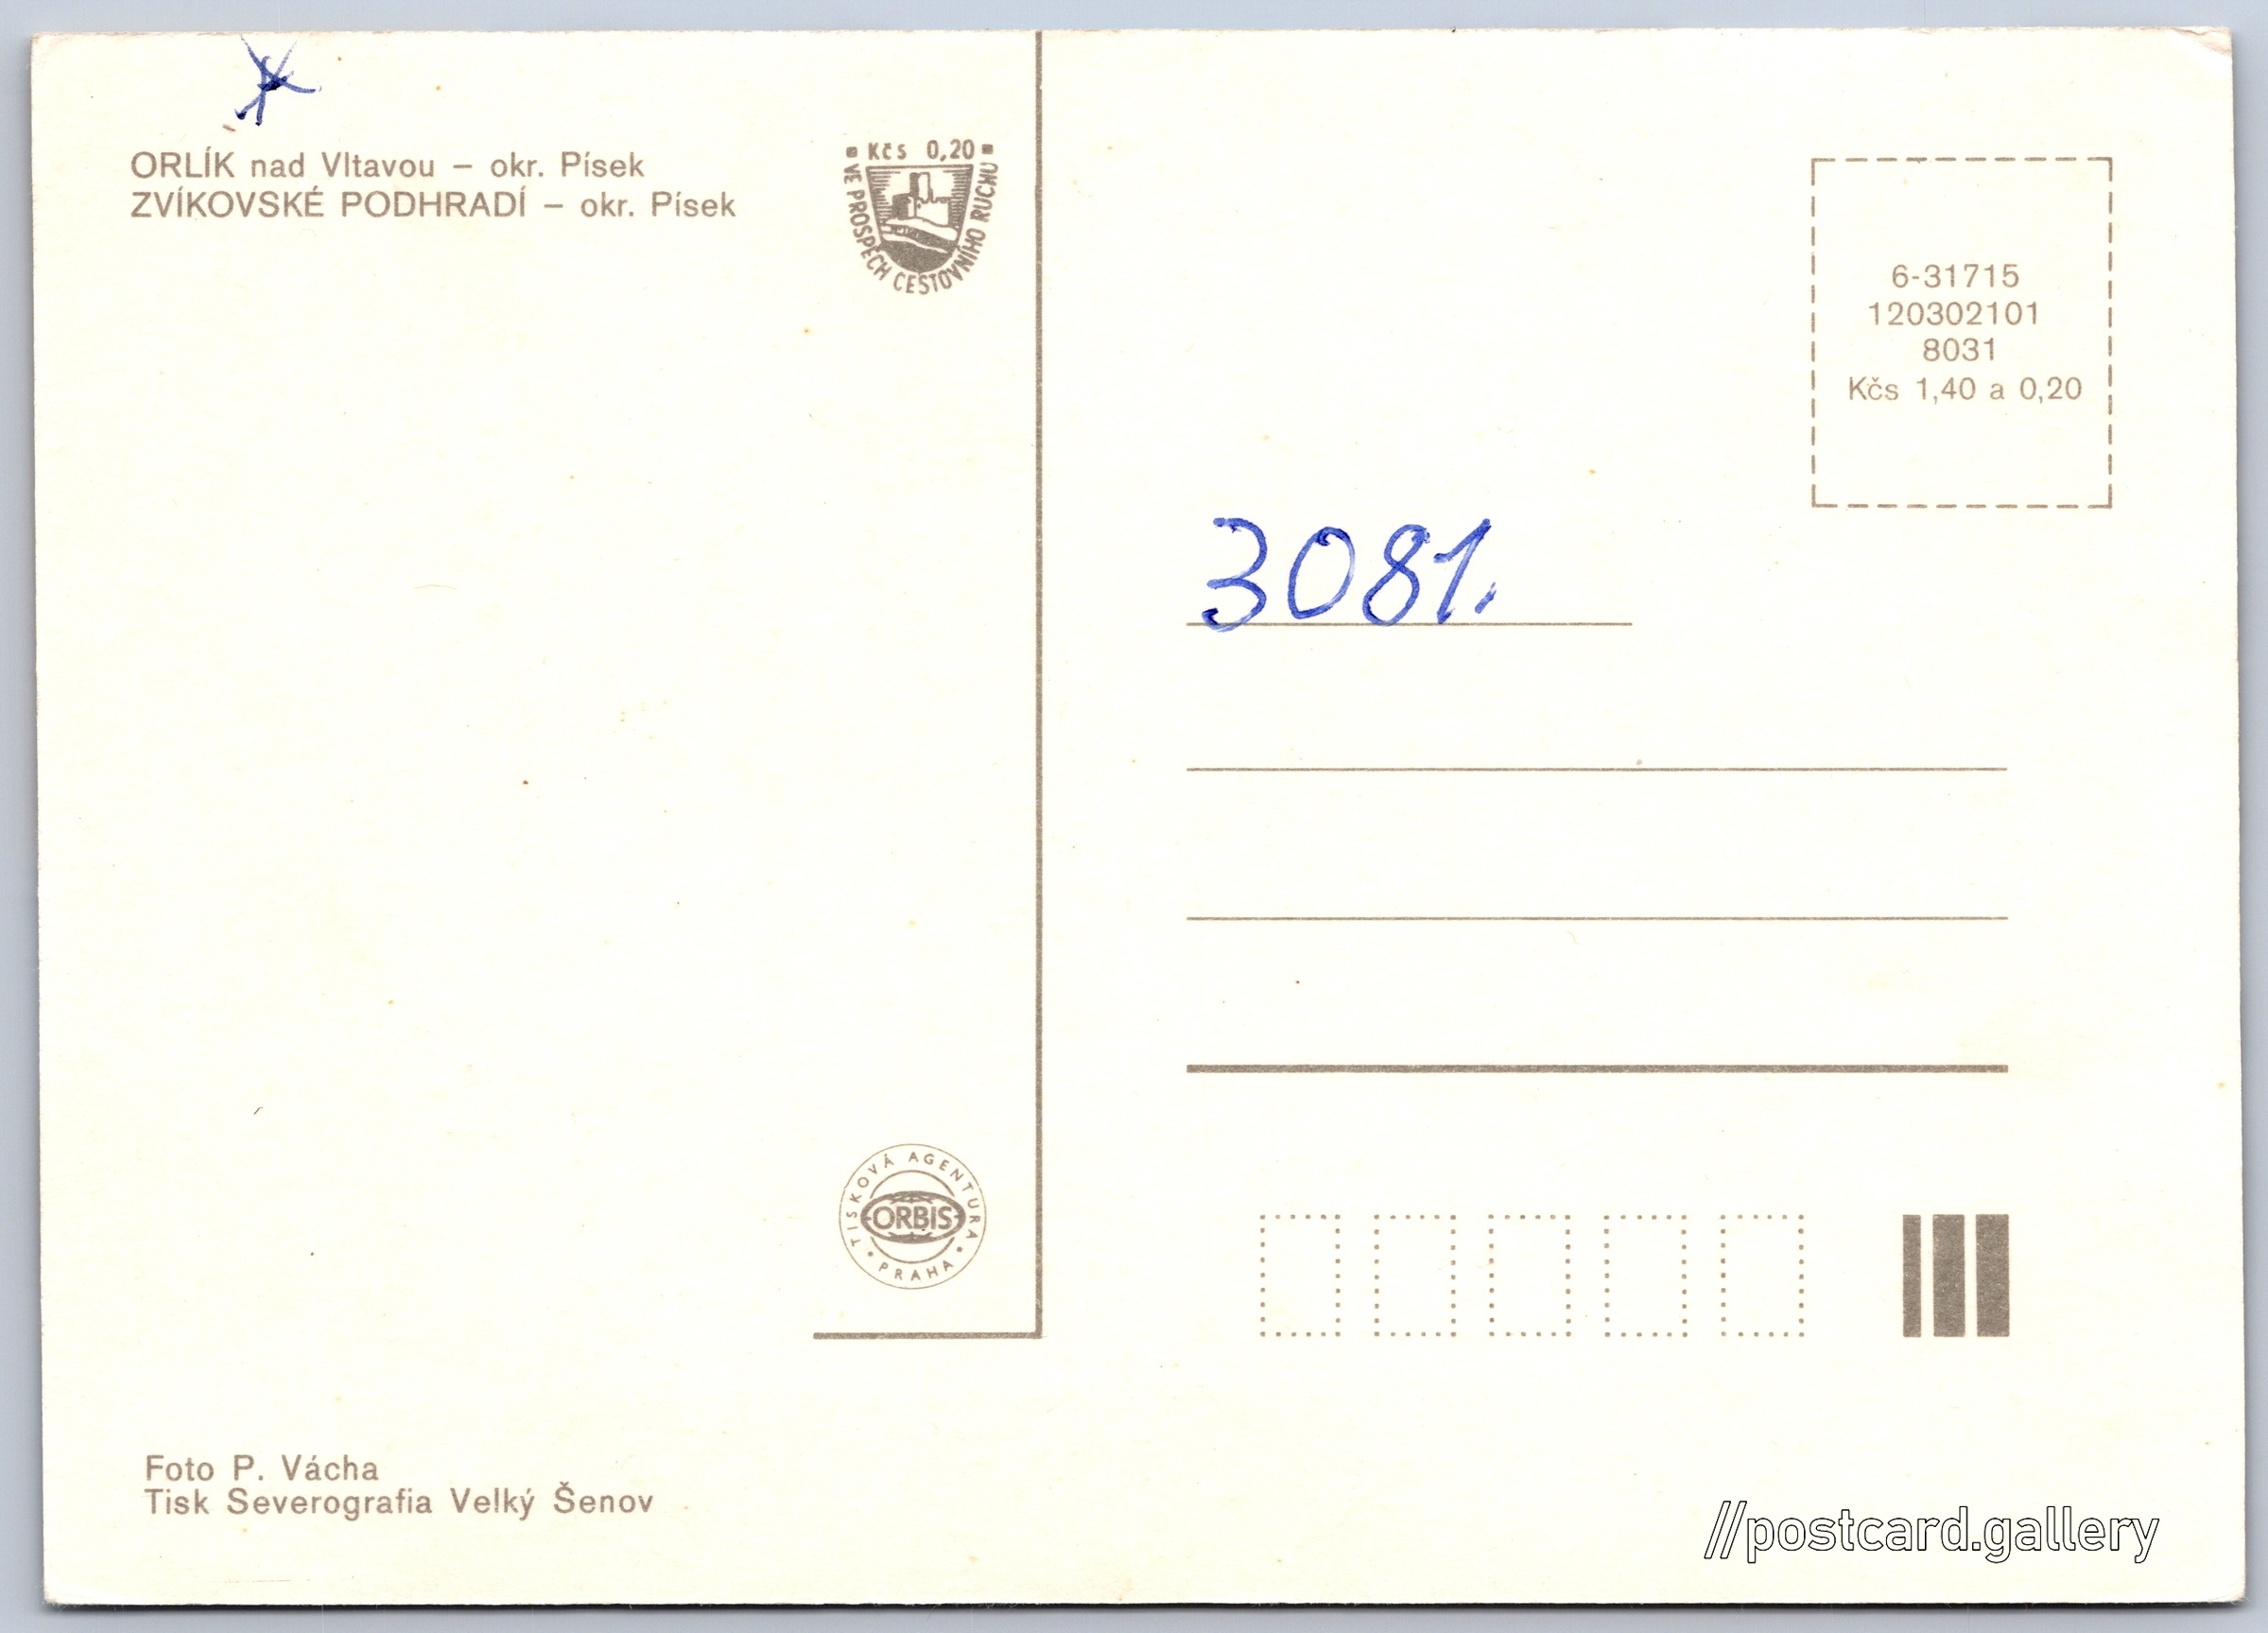 ORLÍK nad Vltavou – okr. Písek
ZVÍKOVSKÉ PODHRADÍ – okr. Písek
Kčs 0,20
VE PROSPĚCH CESTOVNÍHO RUCHU
6-31715
120302101
8031
Kčs 1,40 a 0,20
3081.
TISKOVÁ AGENTURA
ORBIS
PRAHA
Foto P. Vácha
Tisk Severografia Velký Šenov
//postcard.gallery